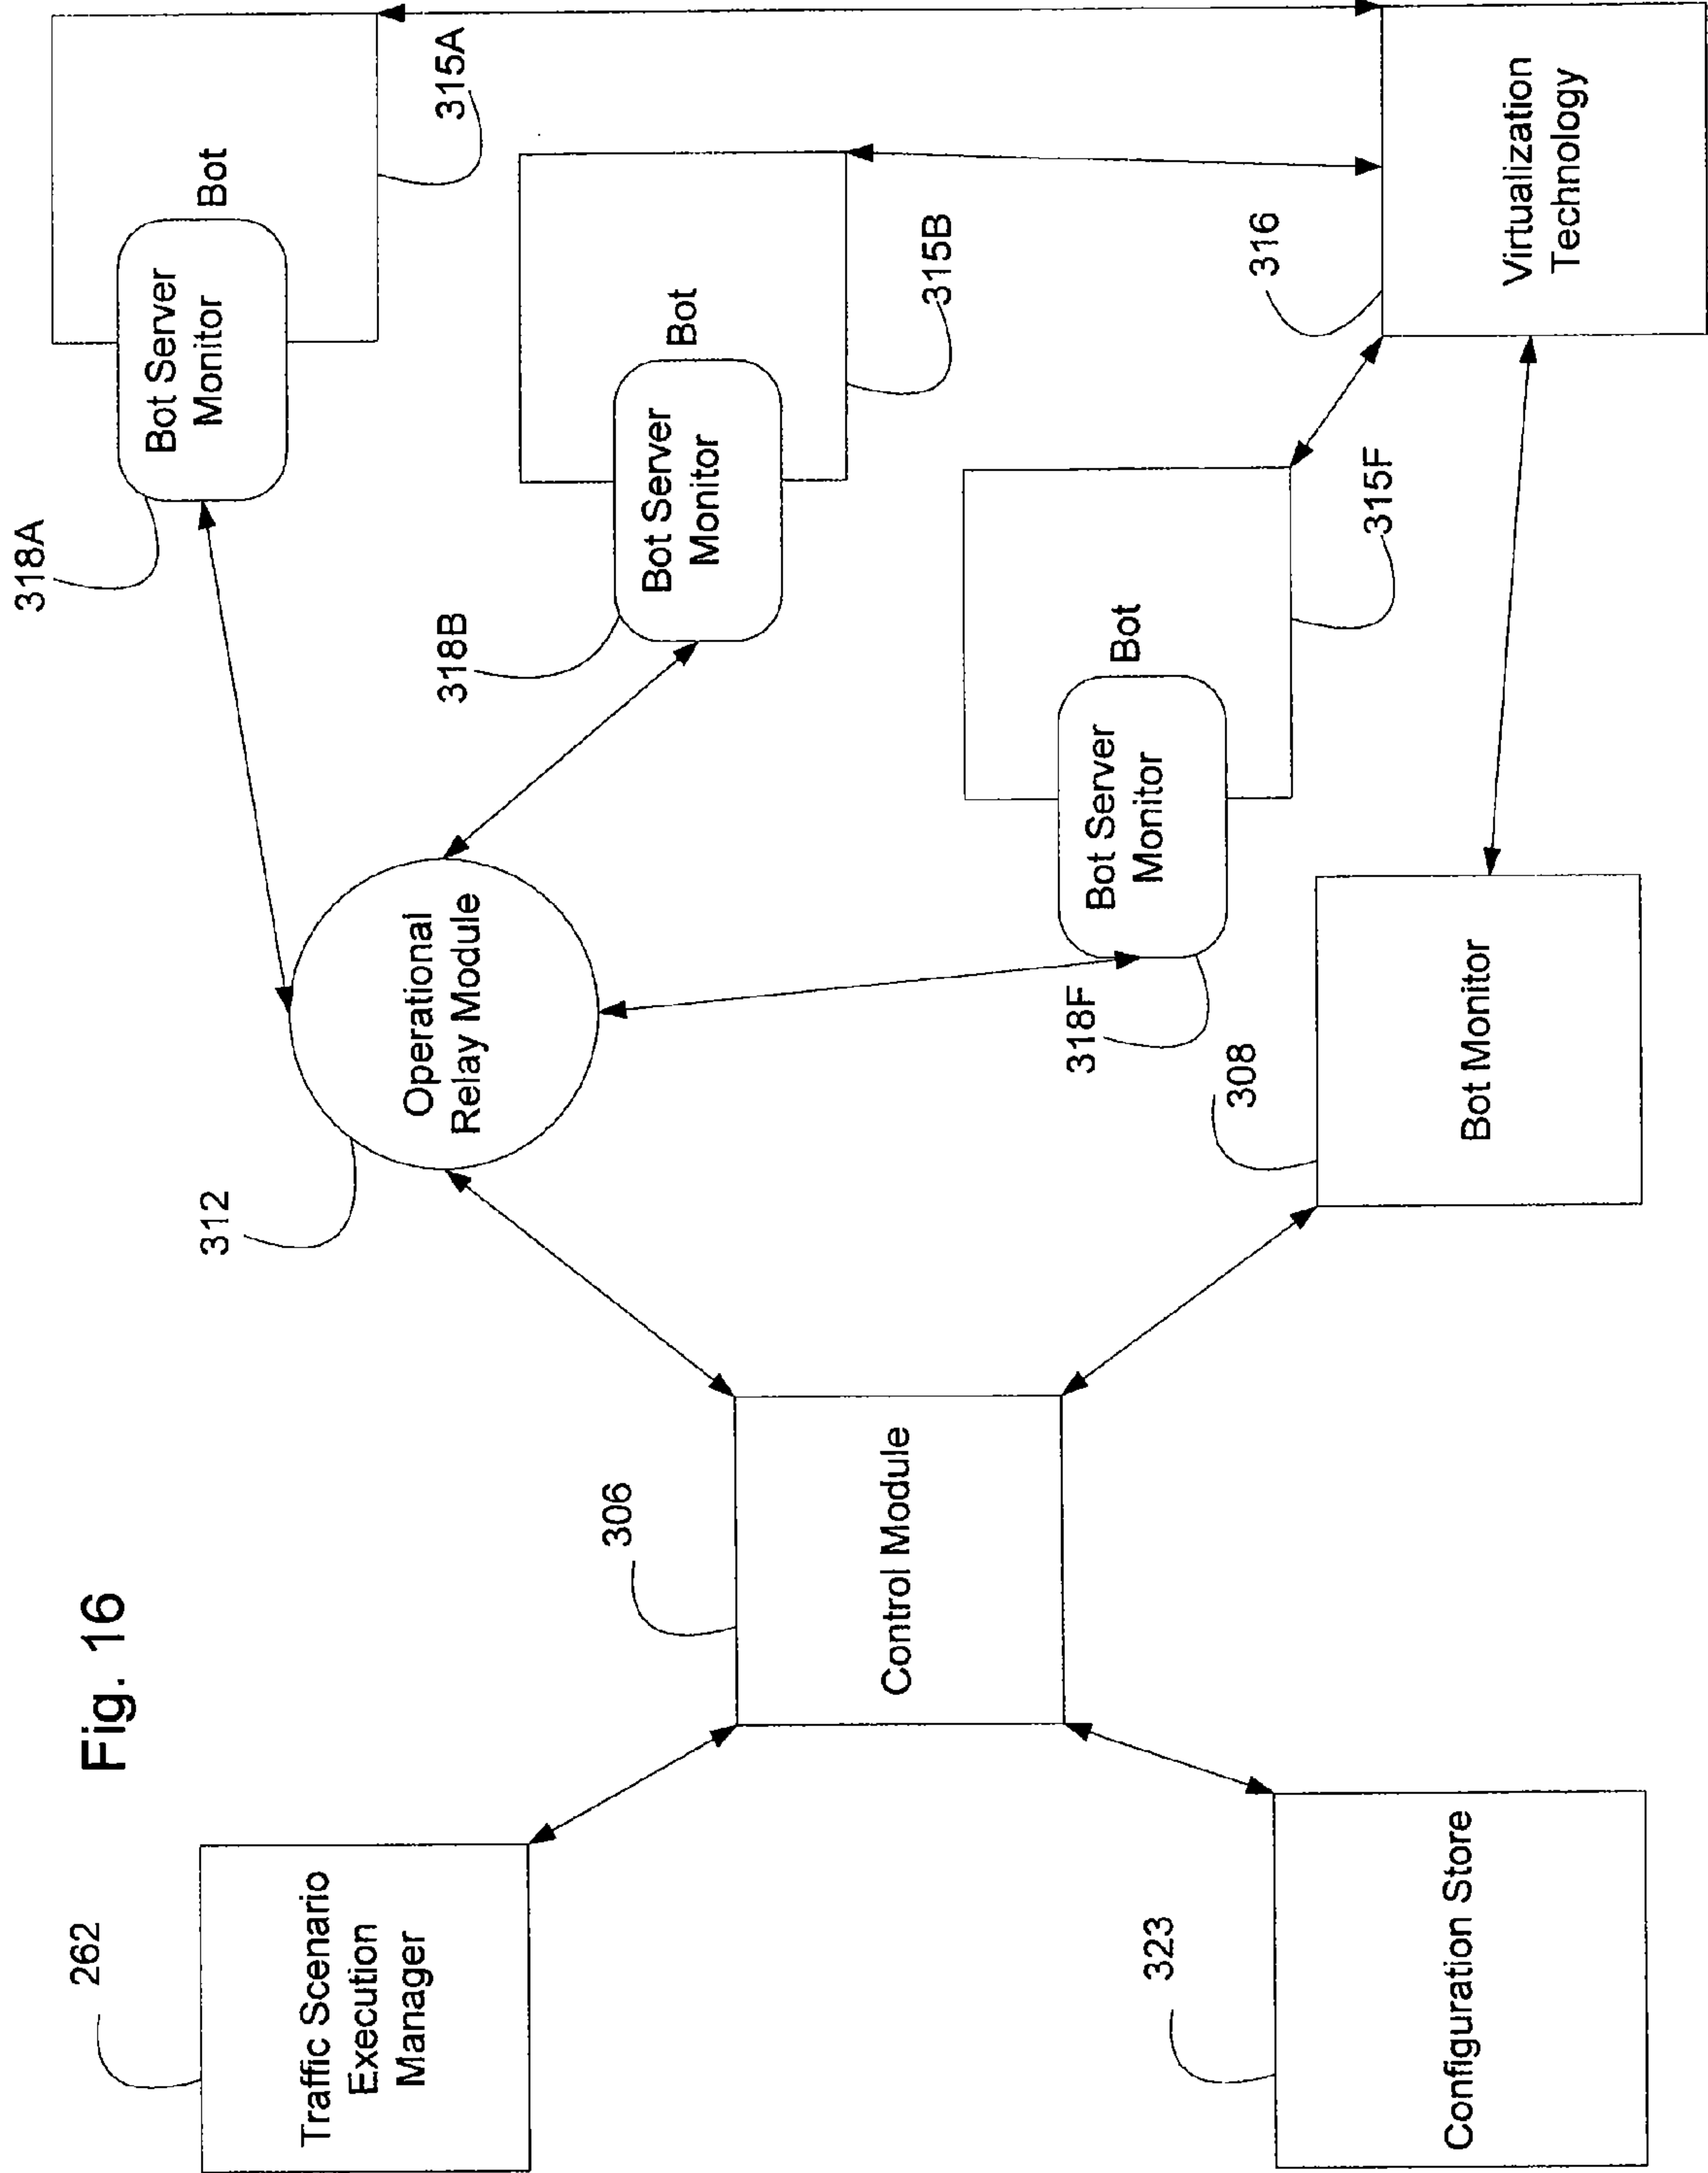 Fig. 16
262
Traffic Scenario
Execution
Manager
323
Configuration Store
306
Control Module
312
Operational
Relay Module
308
Bot Monitor
318A
Bot Server
Monitor
Bot
315A
318B
Bot Server
Monitor
Bot
315B
318F
Bot Server
Monitor
Bot
315F
316
Virtualization
Technology